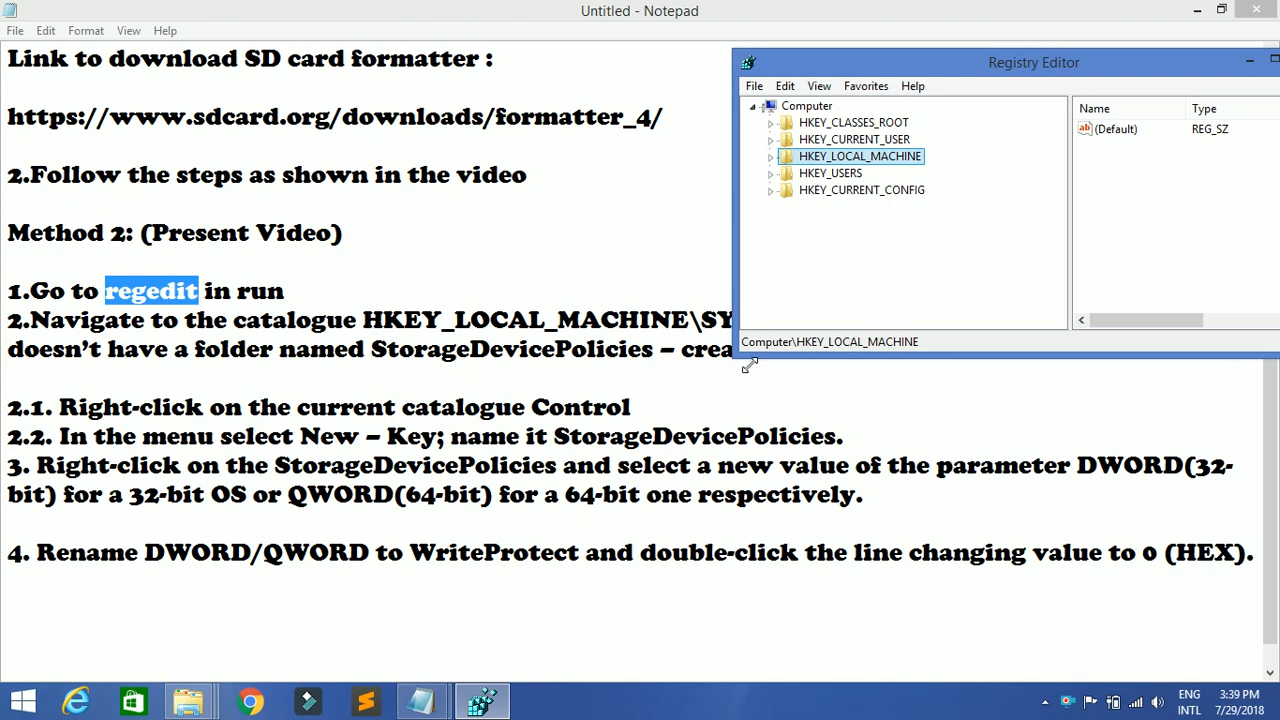 Untitled - Notepad
File Edit Format View Help
Link to download SD card formatter :
https://www.sdcard.org/downloads/formatter_4/
2.Follow the steps as shown in the video
Method 2: (Present Video)
1.Go to regedit in run
2.Navigate to the catalogue HKEY_LOCAL_MACHINE\SY
doesn't have a folder named StorageDevicePolicies – crea
2.1. Right-click on the current catalogue Control
2.2. In the menu select New – Key; name it StorageDevicePolicies.
3. Right-click on the StorageDevicePolicies and select a new value of the parameter DWORD(32-
bit) for a 32-bit OS or QWORD(64-bit) for a 64-bit one respectively.
4. Rename DWORD/QWORD to WriteProtect and double-click the line changing value to 0 (HEX).
Registry Editor
File Edit View Favorites Help
Computer
HKEY_CLASSES_ROOT
HKEY_CURRENT_USER
HKEY_LOCAL_MACHINE
HKEY_USERS
HKEY_CURRENT_CONFIG
Name Type
ab (Default) REG_SZ
Computer\HKEY_LOCAL_MACHINE
ENG 3:39 PM
INTL 7/29/2018